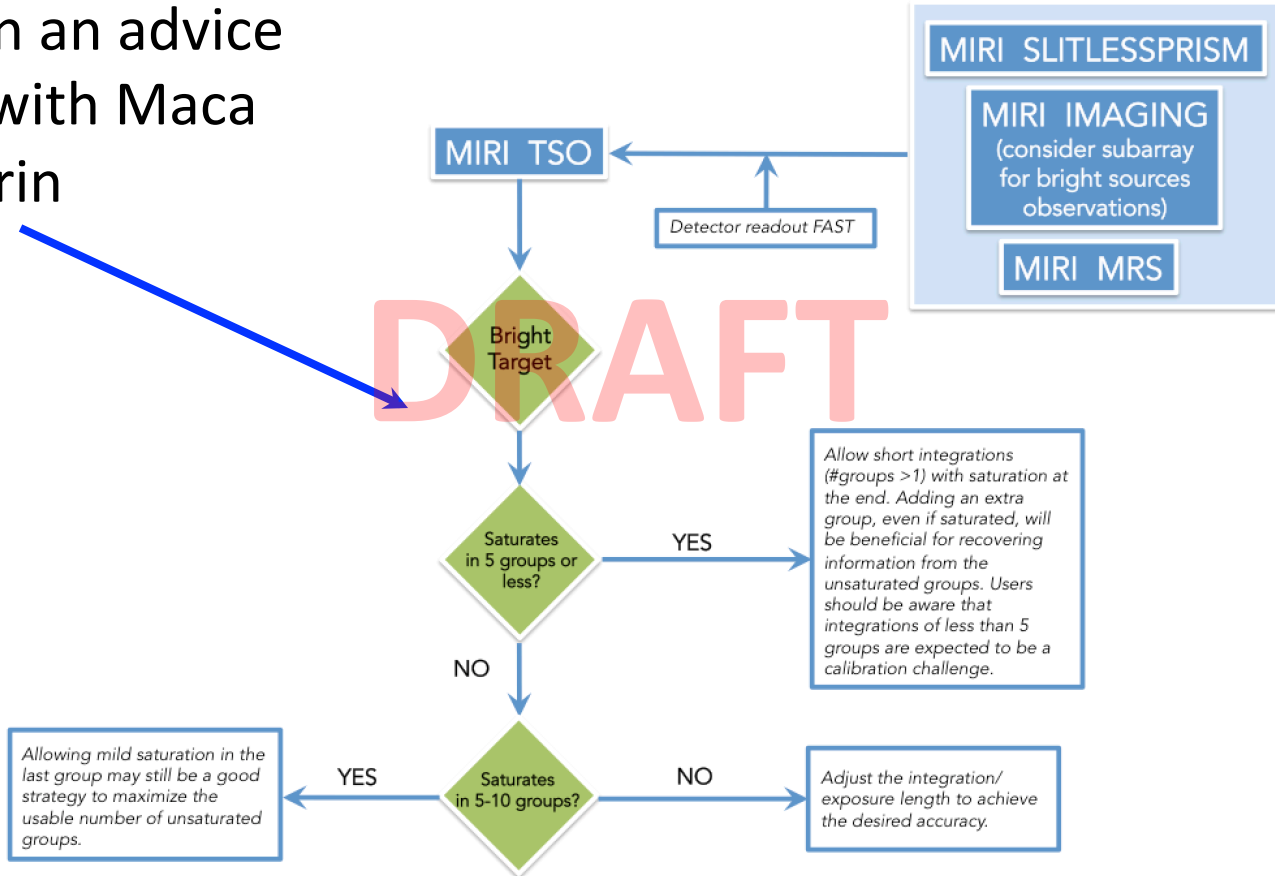 an advice
with Maca
MIRI SLITLESSPRISM
MIRI IMAGING
(consider subarray
for bright sources
observations)
MIRI MRS
MIRI TSO
Detector readout FAST
DRAFT
Bright
Target
Saturates
in 5 groups or
less?
YES
Allow short integrations
(#groups >1) with saturation at
the end. Adding an extra
group, even if saturated, will
be beneficial for recovering
information from the
unsaturated groups. Users
should be aware that
integrations of less than 5
groups are expected to be a
calibration challenge.
NO
Saturates
in 5-10 groups?
YES
Allowing mild saturation in the
last group may still be a good
strategy to maximize the
usable number of unsaturated
groups.
NO
Adjust the integration/
exposure length to achieve
the desired accuracy.